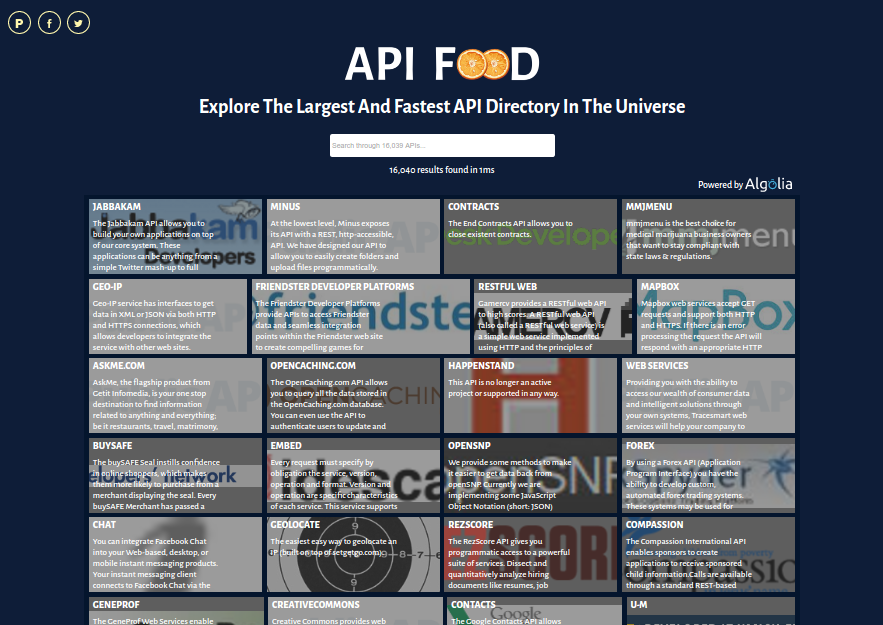 API FOOD
Explore The Largest And Fastest API Directory In The Universe
Search through 16,039 APIs...
16,040 results found in 1ms
Powered by Algolia
JABBAKAM
The Jabbakam API allows you to
build your own applications on top
of our core system. These
applications can be anything from a
simple Twitter mash-up to full
MINUS
At the lowest level, Minus exposes
its API with a REST, http-accessible.
API. We have designed our API to
allow you to easily create folders and
upload files programmatically.
CONTRACTS
The End Contracts API allows you to
close existent contracts.
MMJMENU
mmjmenu is the best choice for
medical marijuana business owners
that want to stay compliant with
state laws & regulations.
GEO-IP
Geo-IP service has interfaces to get
data in XML or JSON via both HTTP
and HTTPS connections, which
allows developers to integrate the
service with other web sites.
FRIENDSTER DEVELOPER PLATFORMS
The Friendster Developer Platforms
provide APIs to access Friendster
data and seamless integration
points within the Friendster web site
to create compelling games for
RESTFUL WEB
Gamercv provides a RESTful web API
to high scores. A RESTful web API
(also called a RESTful web service) is
a simple web service implemented
using HTTP and the principles of
MAPBOX
Mapbox web services accept GET
requests and support both HTTP
and HTTPS. If there is an error
processing the request the API will
respond with an appropriate HTTP
ASKME.COM
AskMe, the flagship product from
Getit Infomedia, is your one stop
destination to find information
related to anything and everything;
be it restaurants, travel, matrimony,
OPENCACHING.COM
The OpenCaching.com API allows
you to query all the data stored in
the OpenCaching.com database.
You can even use the API to
authenticate users to update and
HAPPENSTAND
This API is no longer an active
project or supported in any way.
WEB SERVICES
Providing you with the ability to
access our wealth of consumer data
and intelligent solutions through
your own systems, Tracesmart web
services will help your company to
BUYSAFE
The buySAFE Seal instills confidence
in online shoppers, which makes
them more likely to purchase from a
merchant displaying the seal. Every
buySAFE Merchant has passed a
EMBED
Every request must specify by
obligation the service, version,
operation and format. Version and
operation are specific characteristics
of each service. This service supports
OPENSNP
We provide some methods to make
it easier to get data back from
openSNP. Currently we are
implementing some JavaScript
Object Notation (short: JSON)
FOREX
By using a Forex API (Application
Program Interface) you have the
ability to develop custom,
automated forex trading systems.
These systems may be used for
CHAT
You can integrate Facebook Chat
into your Web-based, desktop, or
mobile instant messaging products.
Your instant messaging client
connects to Facebook Chat via the
GEOLOCATE
The easiest easy way to geolocate an
IP (built on top of setgetgo.com).
REZSCORE
The RezScore API gives you
programmatic access to a powerful
suite of services. Dissect and
quantitatively analyze hiring
documents like resumes, job
COMPASSION
The Compassion International API
enables sponsors to create
applications to receive sponsored
child information.Calls are available
through a standard REST-based
GENEPROF
The GeneProf Web Services enable
CREATIVECOMMONS
Creative Commons provides web
CONTACTS
The Google Contacts API allows
U-M